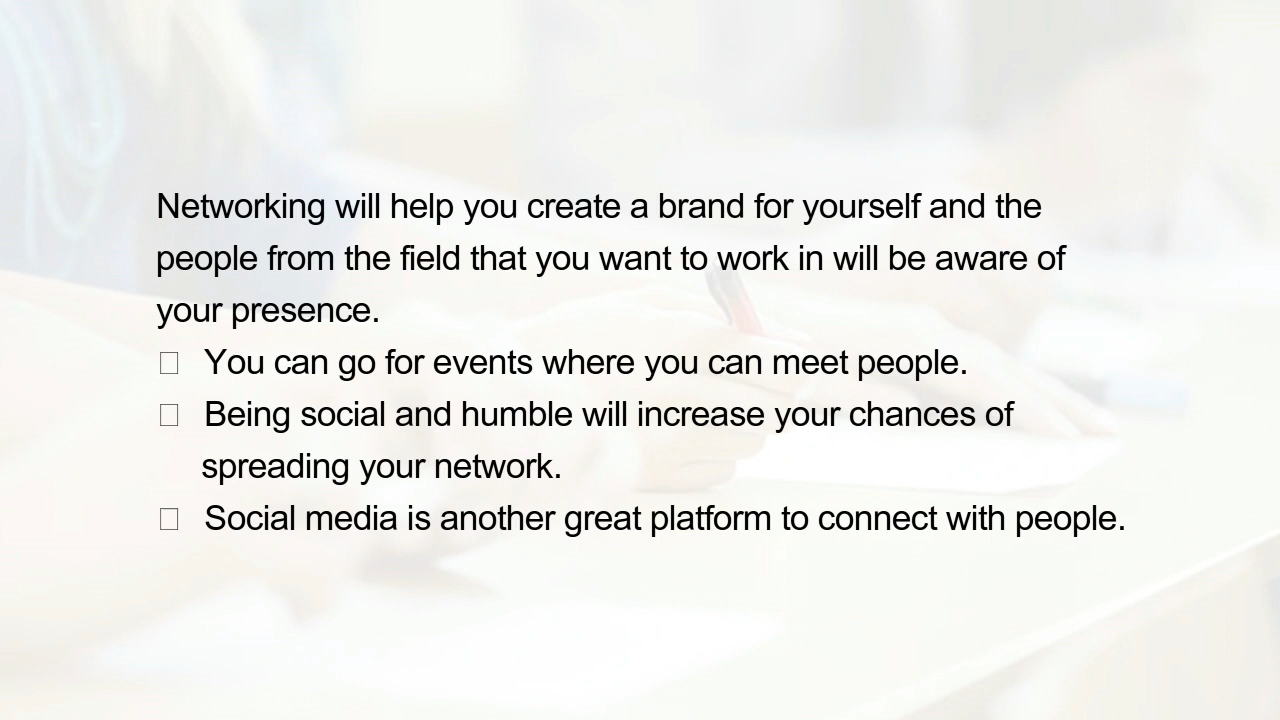 Networking will help you create a brand for yourself and the
people from the field that you want to work in will be aware of
your presence.
□ You can go for events where you can meet people.
□ Being social and humble will increase your chances of
spreading your network.
□ Social media is another great platform to connect with people.